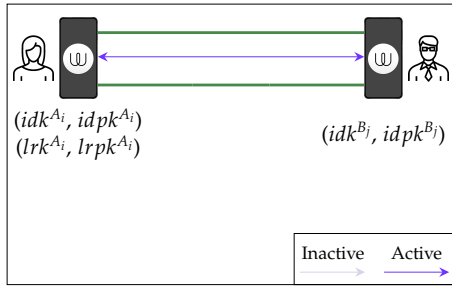 (idk^{A_i}, idpk^{A_i})
(lrk^{A_i}, lrpk^{A_i})
(idk^{B_j}, idpk^{B_j})
Inactive Active